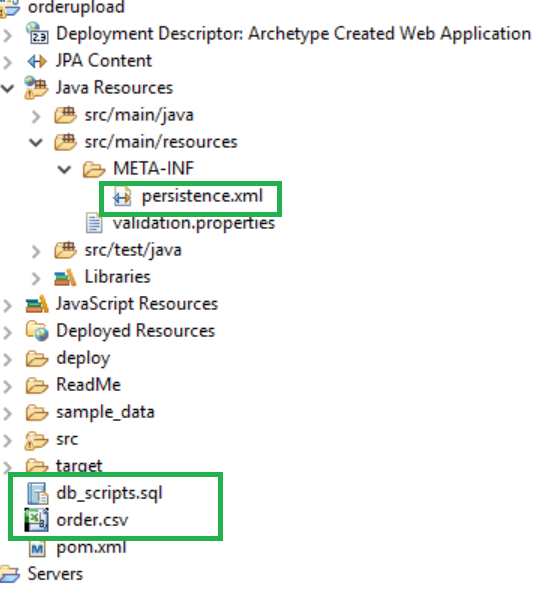 orderupload
2.3 Deployment Descriptor: Archetype Created Web Application
JPA Content
Java Resources
src/main/java
src/main/resources
META-INF
persistence.xml
validation.properties
src/test/java
Libraries
JavaScript Resources
Deployed Resources
deploy
ReadMe
sample_data
src
target
db_scripts.sql
order.csv
M pom.xml
Servers